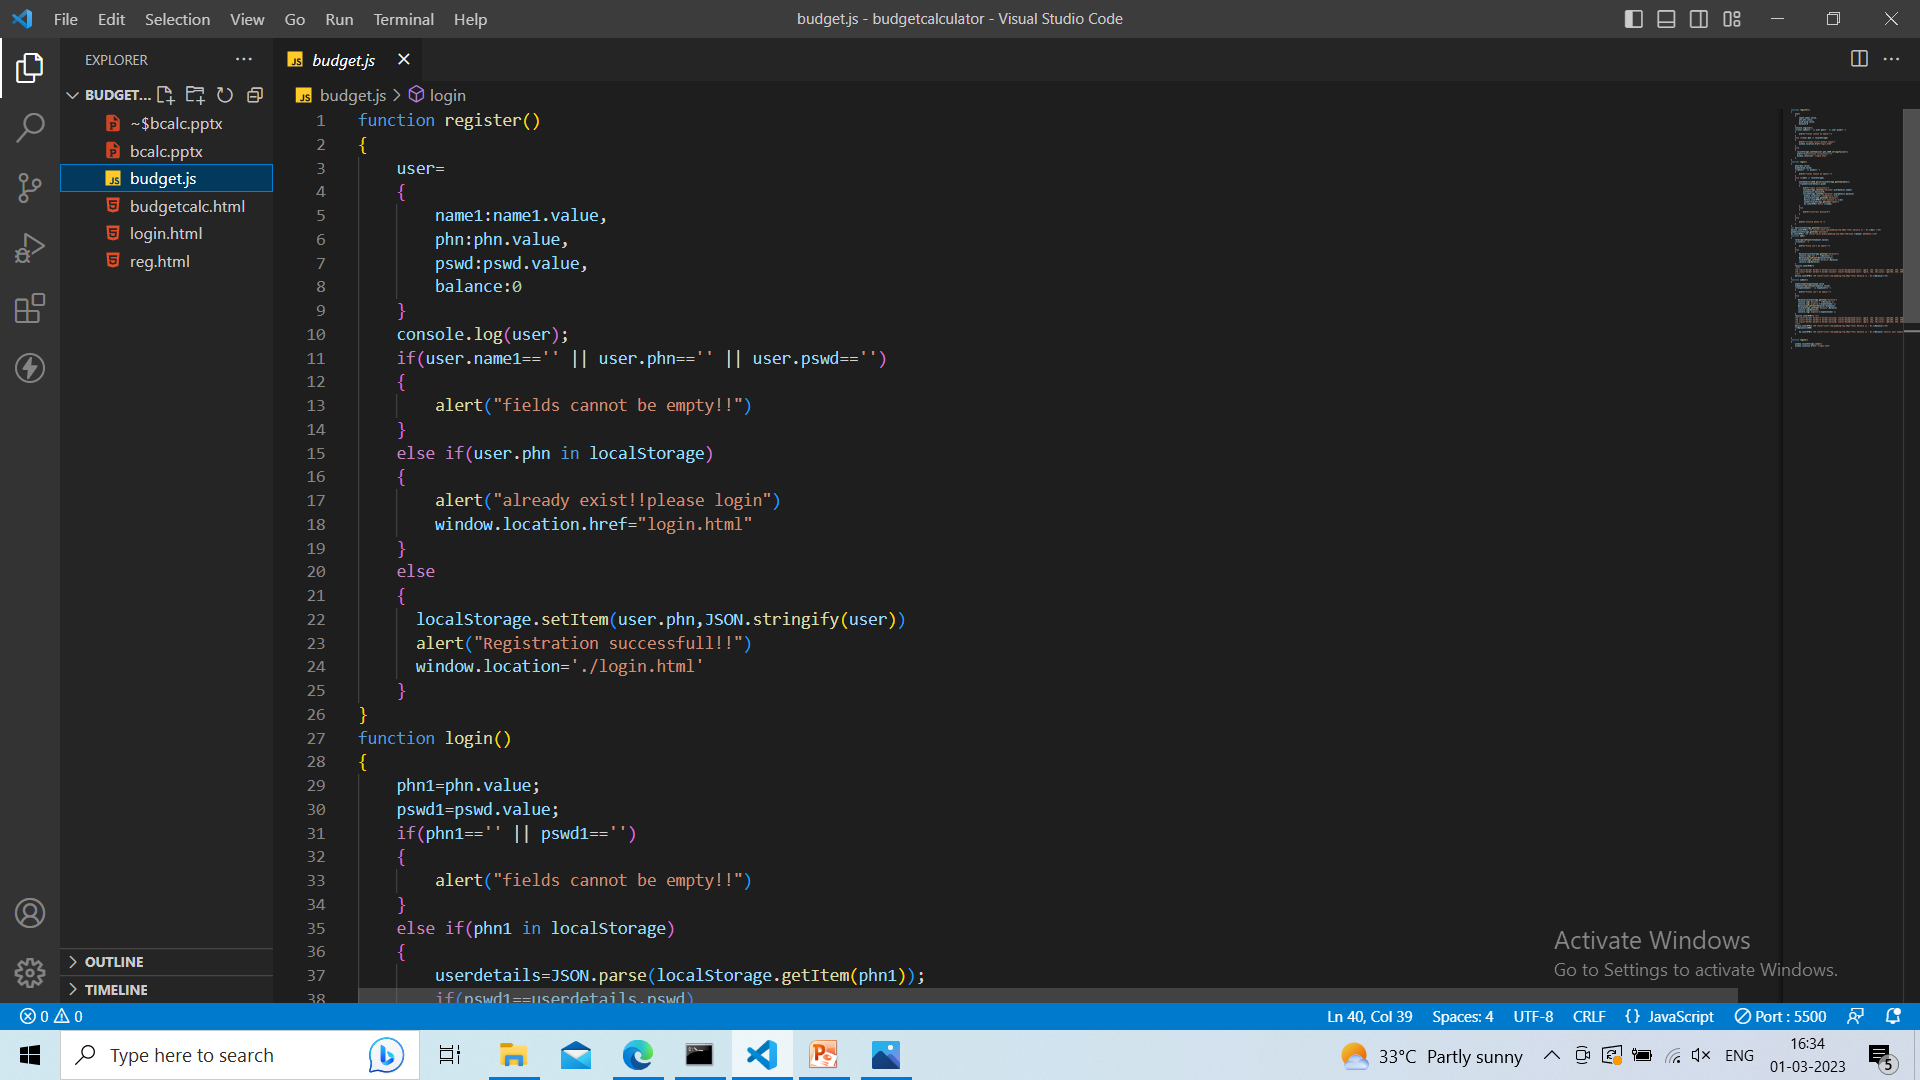 File Edit Selection View Go Run Terminal Help
budget.js - budgetcalculator - Visual Studio Code
EXPLORER
BUDGET...
~$bcalc.pptx
bcalc.pptx
budget.js
budgetcalc.html
login.html
reg.html
OUTLINE
TIMELINE
budget.js
budget.js > login
1 function register()
2 {
3 user=
4 {
5 name1:name1.value,
6 phn:phn.value,
7 pswd:pswd.value,
8 balance:0
9 }
10 console.log(user);
11 if(user.name1=='' || user.phn=='' || user.pswd=='')
12 {
13 alert("fields cannot be empty!!")
14 }
15 else if(user.phn in localStorage)
16 {
17 alert("already exist!!please login")
18 window.location.href="login.html"
19 }
20 else
21 {
22 localStorage.setItem(user.phn,JSON.stringify(user))
23 alert("Registration successfull!!")
24 window.location='./login.html'
25 }
26 }
27 function login()
28 {
29 phn1=phn.value;
30 pswd1=pswd.value;
31 if(phn1=='' || pswd1=='')
32 {
33 alert("fields cannot be empty!!")
34 }
35 else if(phn1 in localStorage)
36 {
37 userdetails=JSON.parse(localStorage.getItem(phn1));
38 if(pswd1==userdetails.pswd)
Activate Windows
Go to Settings to activate Windows.
0 0
Ln 40, Col 39 Spaces: 4 UTF-8 CRLF {} JavaScript Port : 5500
Type here to search
33°C Partly sunny
ENG
16:34
01-03-2023
5